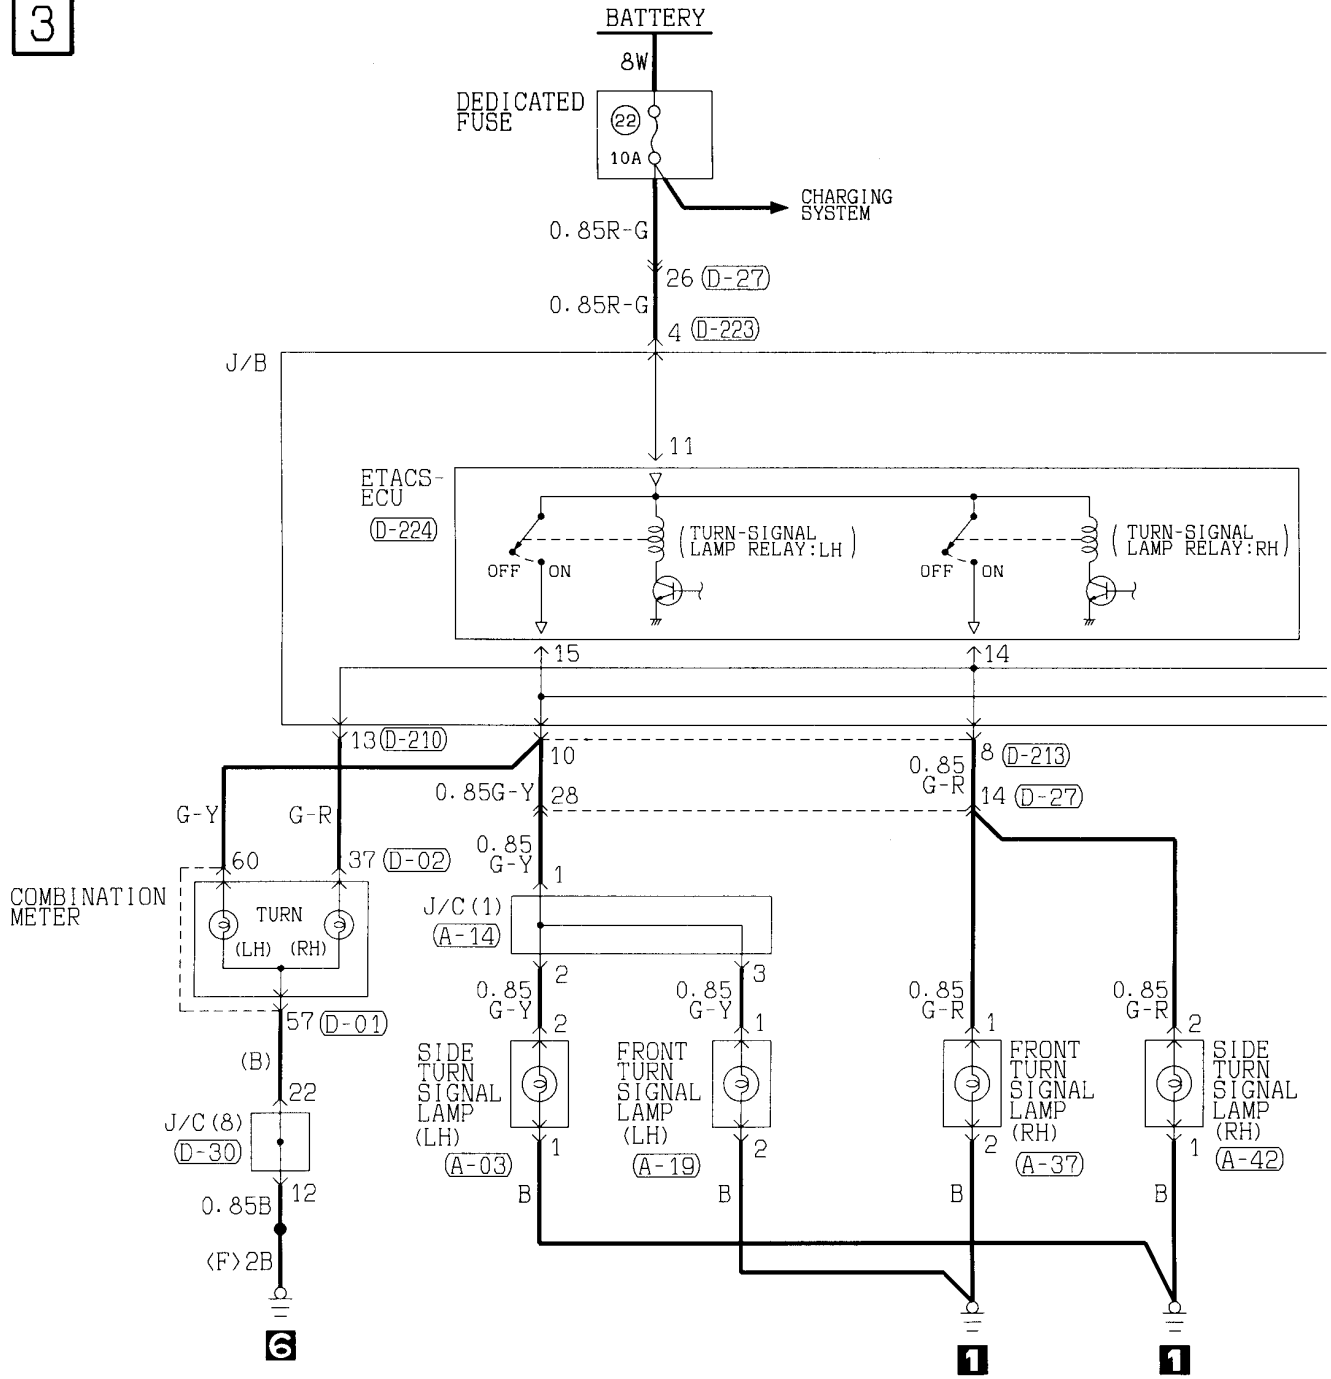 3
BATTERY
8W
DEDICATED
FUSE
22
10A
CHARGING
SYSTEM
0.85R-G
26 (D-27)
0.85R-G
4 (D-223)
J/B
11
ETACS-
ECU
(D-224)
(TURN-SIGNAL
LAMP RELAY:LH)
(TURN-SIGNAL
LAMP RELAY:RH)
OFF ON
OFF ON
15
14
13 (D-210)
10
8 (D-213)
0.85
G-R
0.85G-Y 28
14 (D-27)
G-Y
G-R
0.85
G-Y
60
37 (D-02)
1
COMBINATION
METER
TURN
(LH) (RH)
J/C(1)
(A-14)
2
3
57 (D-01)
0.85
G-Y
0.85
G-Y
0.85
G-R
0.85
G-R
2
1
1
2
(B)
22
J/C(8)
(D-30)
12
0.85B
<F>2B
6
SIDE
TURN
SIGNAL
LAMP
(LH)
(A-03)
1
FRONT
TURN
SIGNAL
LAMP
(LH)
(A-19)
2
FRONT
TURN
SIGNAL
LAMP
(RH)
(A-37)
2
SIDE
TURN
SIGNAL
LAMP
(RH)
(A-42)
1
B
B
B
B
1
1